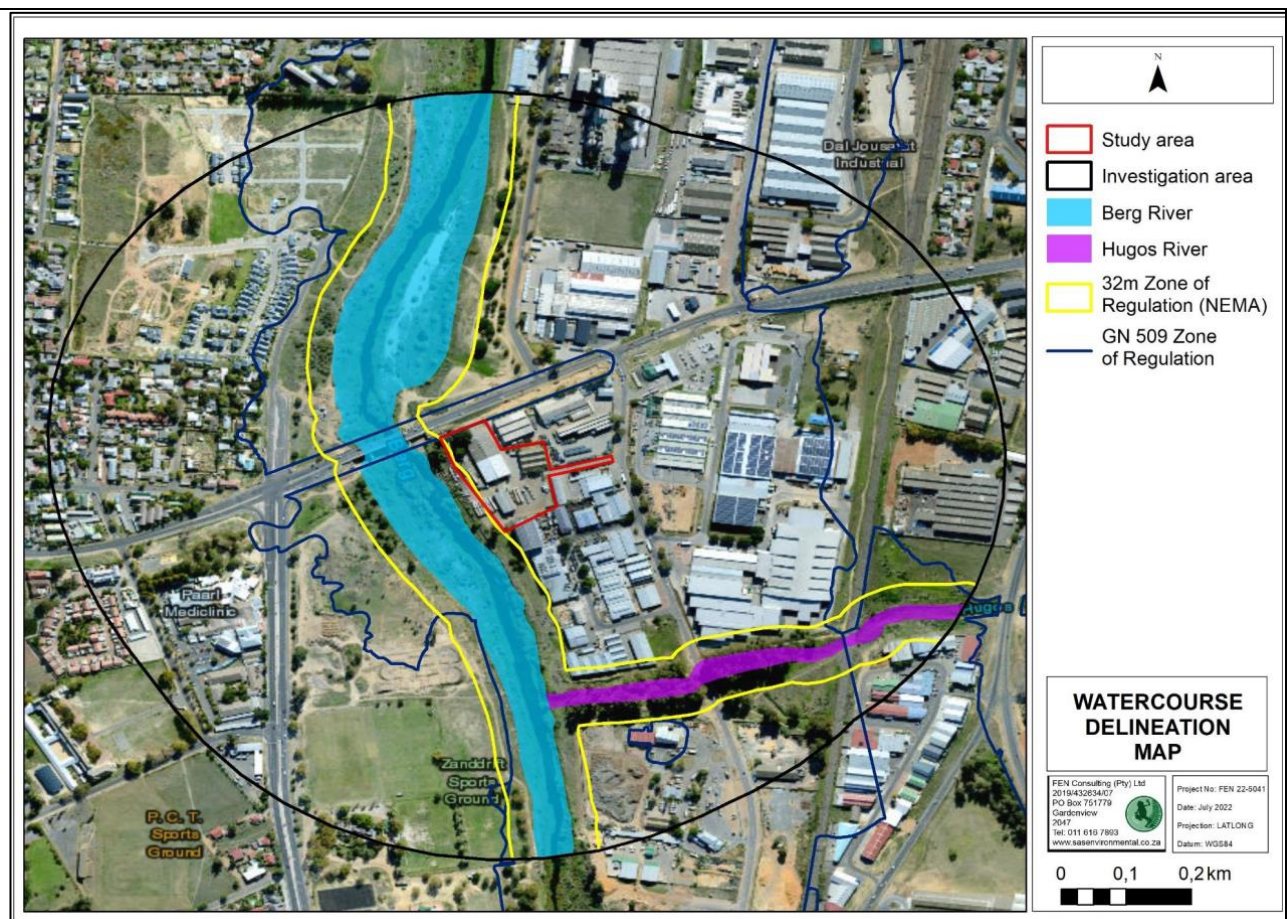 Dal Jousafat
Industrial
Paarl
Mediclinic
Zanddrift
Sports
Ground
P. C. T.
Sports
Ground
Hugos
N
Study area
Investigation area
Berg River
Hugos River
32m Zone of
Regulation (NEMA)
GN 509 Zone
of Regulation
WATERCOURSE
DELINEATION
MAP
FEN Consulting (Pty) Ltd
2019/432634/07
PO Box 751779
Gardenview
2047
Tel: 011 616 7893
www.sasenvironmental.co.za
Project No: FEN 22-5041
Date: July 2022
Projection: LATLONG
Datum: WGS84
0 0,1 0,2 km